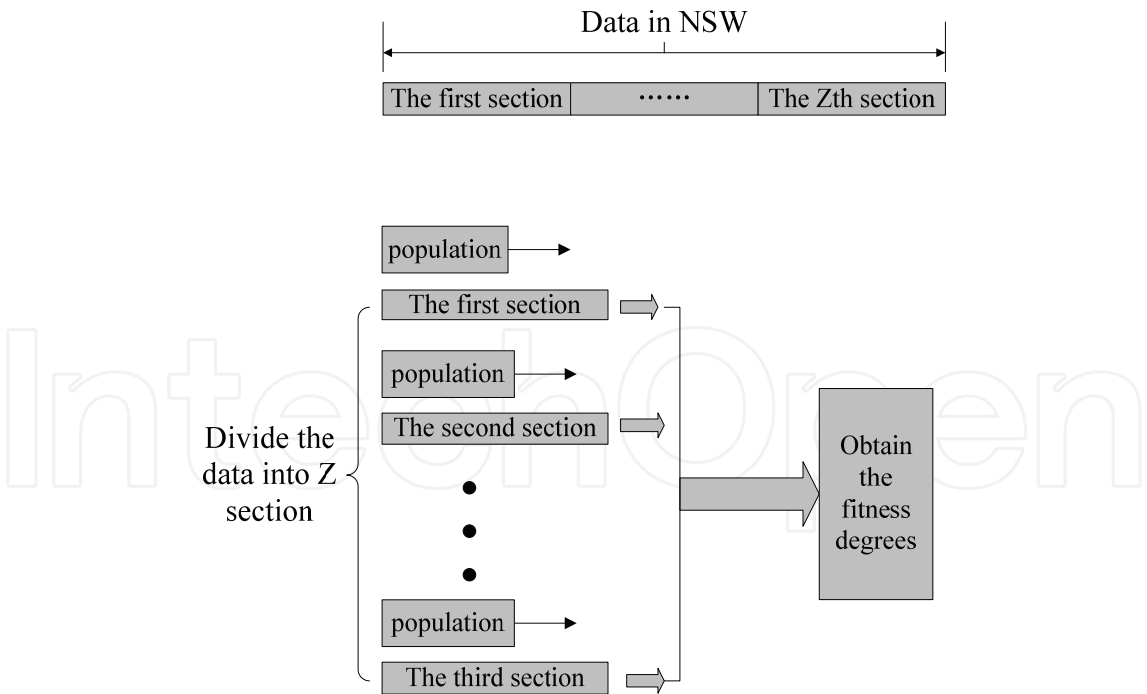 Data in NSW
The first section
······
The Zth section
population
The first section
population
The second section
Divide the
data into Z
section
Obtain
the
fitness
degrees
population
The third section
IntechOpen